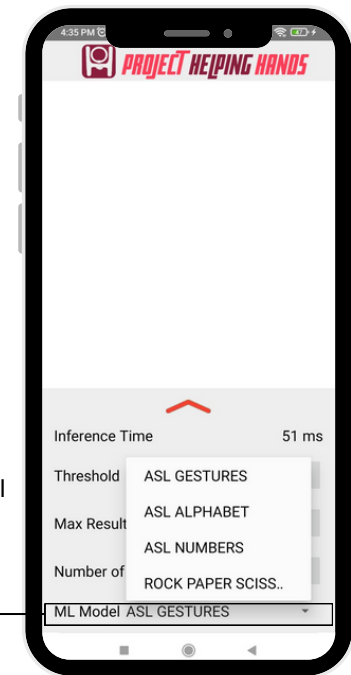 4:35 PM
47
PROJECT HELPING HANDS
Inference Time 51 ms
Threshold
ASL GESTURES
ASL ALPHABET
Max Result
ASL NUMBERS
Number of
ROCK PAPER SCISS..
ML Model ASL GESTURES